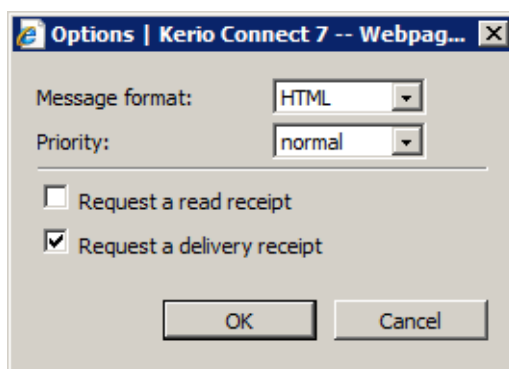 Options | Kerio Connect 7 -- Webpag...
Message format: HTML
Priority: normal
Request a read receipt
Request a delivery receipt
OK Cancel